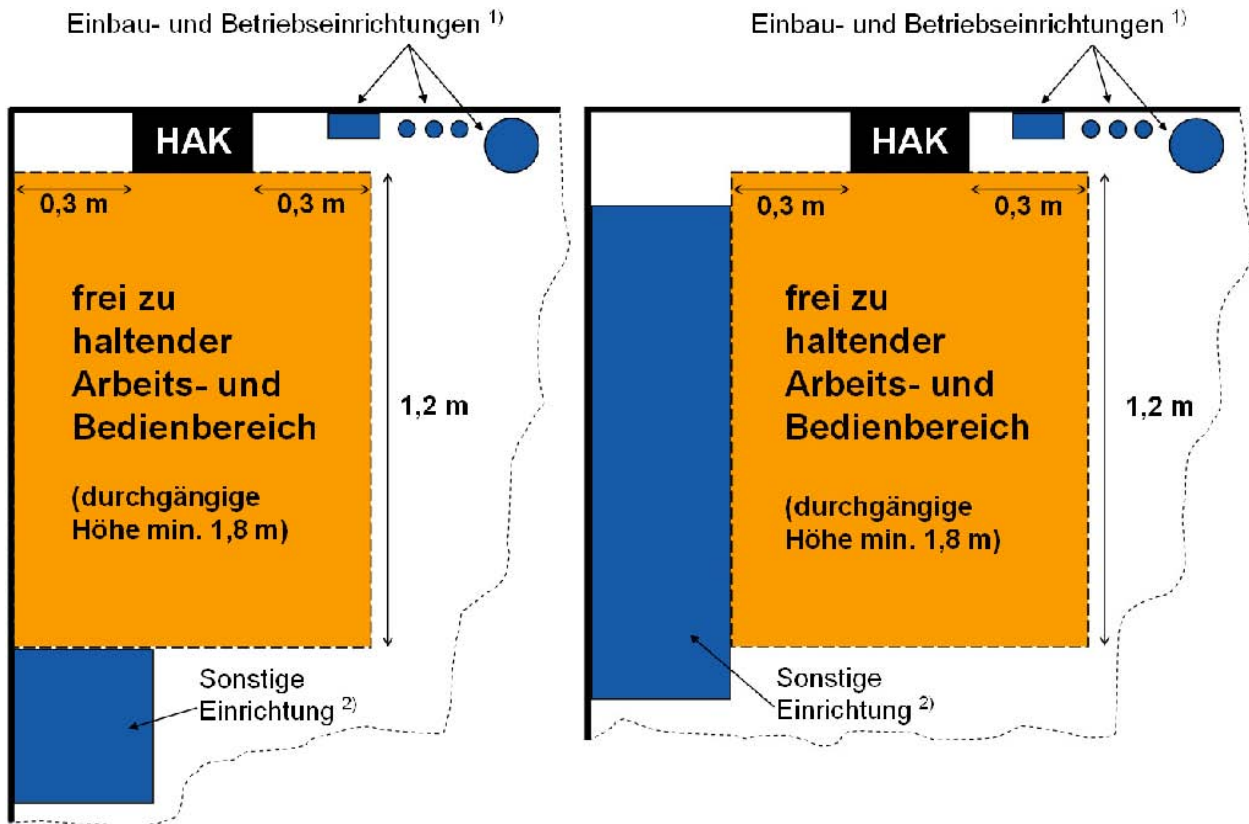 Einbau- und Betriebseinrichtungen 1)
HAK
0,3 m
0,3 m
frei zu
haltender
Arbeits- und
Bedienbereich
(durchgängige
Höhe min. 1,8 m)
1,2 m
Sonstige
Einrichtung 2)
Einbau- und Betriebseinrichtungen 1)
HAK
0,3 m
0,3 m
frei zu
haltender
Arbeits- und
Bedienbereich
(durchgängige
Höhe min. 1,8 m)
1,2 m
Sonstige
Einrichtung 2)